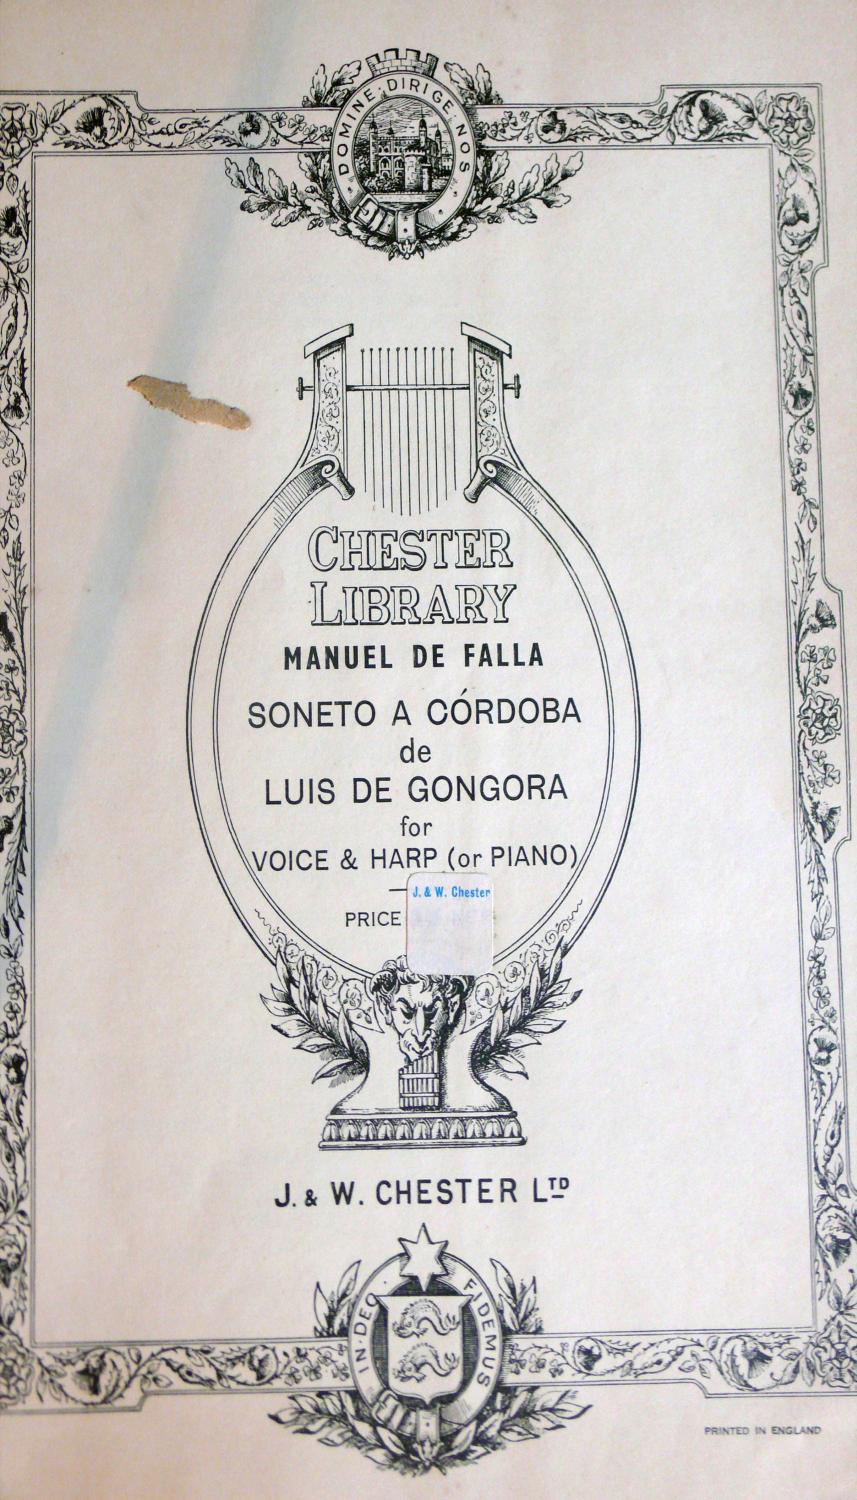 DOMINE DIRIGE NOS
CHESTER
LIBRARY
MANUEL DE FALLA
SONETO A CÓRDOBA
de
LUIS DE GONGORA
for
VOICE & HARP (or PIANO)
J. & W. Chester
PRICE
J. & W. CHESTER LTD
IN DEO FIDEMUS
PRINTED IN ENGLAND